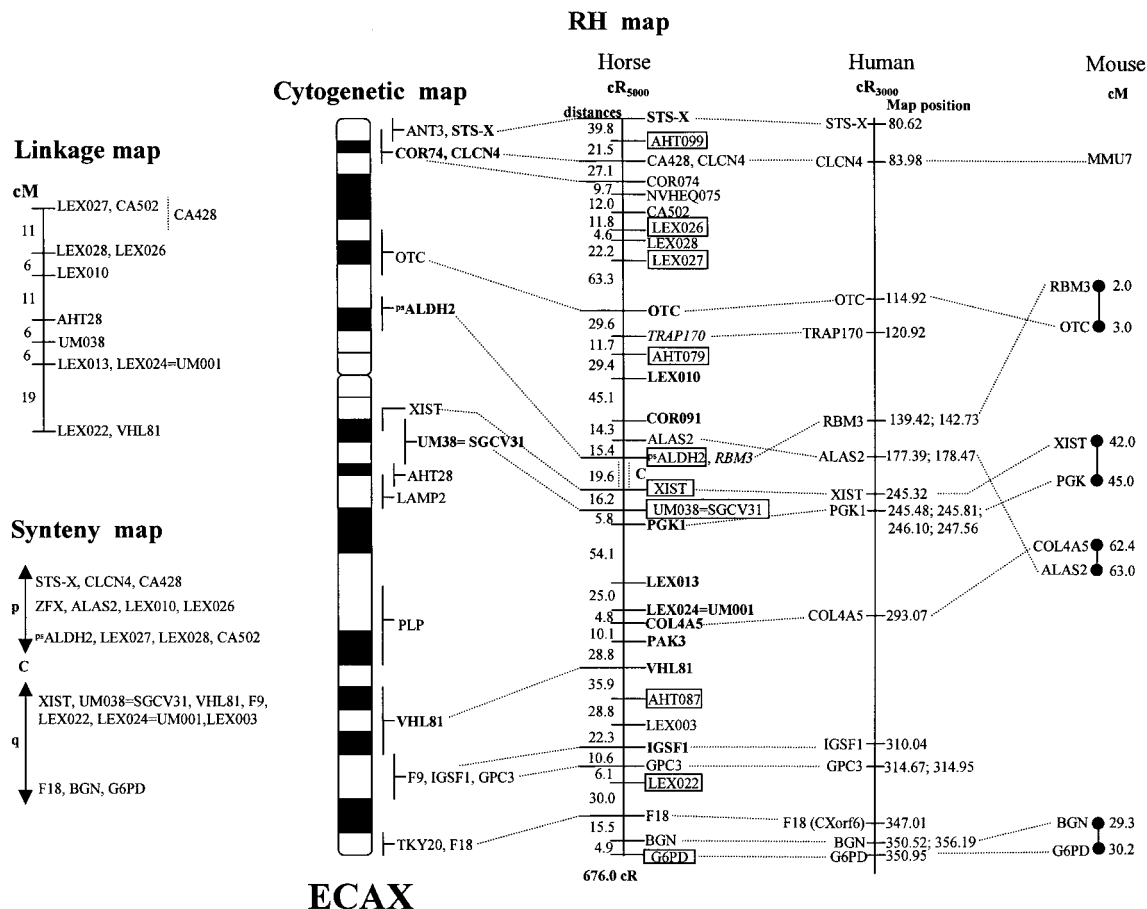 RH map
Horse
Human
Mouse
Cytogenetic map
cR5000
cR3000
cM
distances
Map position
Linkage map
cM
LEX027, CA502
CA428
11
LEX028, LEX026
6
LEX010
11
AHT28
6
UM038
6
LEX013, LEX024=UM001
19
LEX022, VHL81
Synteny map
STS-X, CLCN4, CA428
p
ZFX, ALAS2, LEX010, LEX026
psALDH2, LEX027, LEX028, CA502
C
XIST, UM038=SGCV31, VHL81, F9,
LEX022, LEX024=UM001,LEX003
q
F18, BGN, G6PD
ANT3, STS-X
COR74, CLCN4
OTC
psALDH2
XIST
UM38= SGCV31
AHT28
LAMP2
PLP
VHL81
F9, IGSF1, GPC3
TKY20, F18
ECAX
STS-X
39.8
AHT099
21.5
CA428, CLCN4
27.1
COR074
9.7
NVHEQ075
12.0
CA502
11.8
LEX026
4.6
LEX028
22.2
LEX027
63.3
OTC
29.6
TRAP170
11.7
AHT079
29.4
LEX010
45.1
COR091
14.3
ALAS2
15.4
psALDH2, RBM3
19.6
C
XIST
16.2
UM038=SGCV31
5.8
PGK1
54.1
LEX013
25.0
LEX024=UM001
4.8
COL4A5
10.1
PAK3
28.8
VHL81
35.9
AHT087
28.8
LEX003
22.3
IGSF1
10.6
GPC3
6.1
LEX022
30.0
F18
15.5
BGN
4.9
G6PD
676.0 cR
STS-X 80.62
CLCN4 83.98
OTC 114.92
TRAP170 120.92
RBM3 139.42; 142.73
ALAS2 177.39; 178.47
XIST 245.32
PGK1 245.48; 245.81;
246.10; 247.56
COL4A5 293.07
IGSF1 310.04
GPC3 314.67; 314.95
F18 (CXorf6) 347.01
BGN 350.52; 356.19
G6PD 350.95
MMU7
RBM3 2.0
OTC 3.0
XIST 42.0
PGK 45.0
COL4A5 62.4
ALAS2 63.0
BGN 29.3
G6PD 30.2